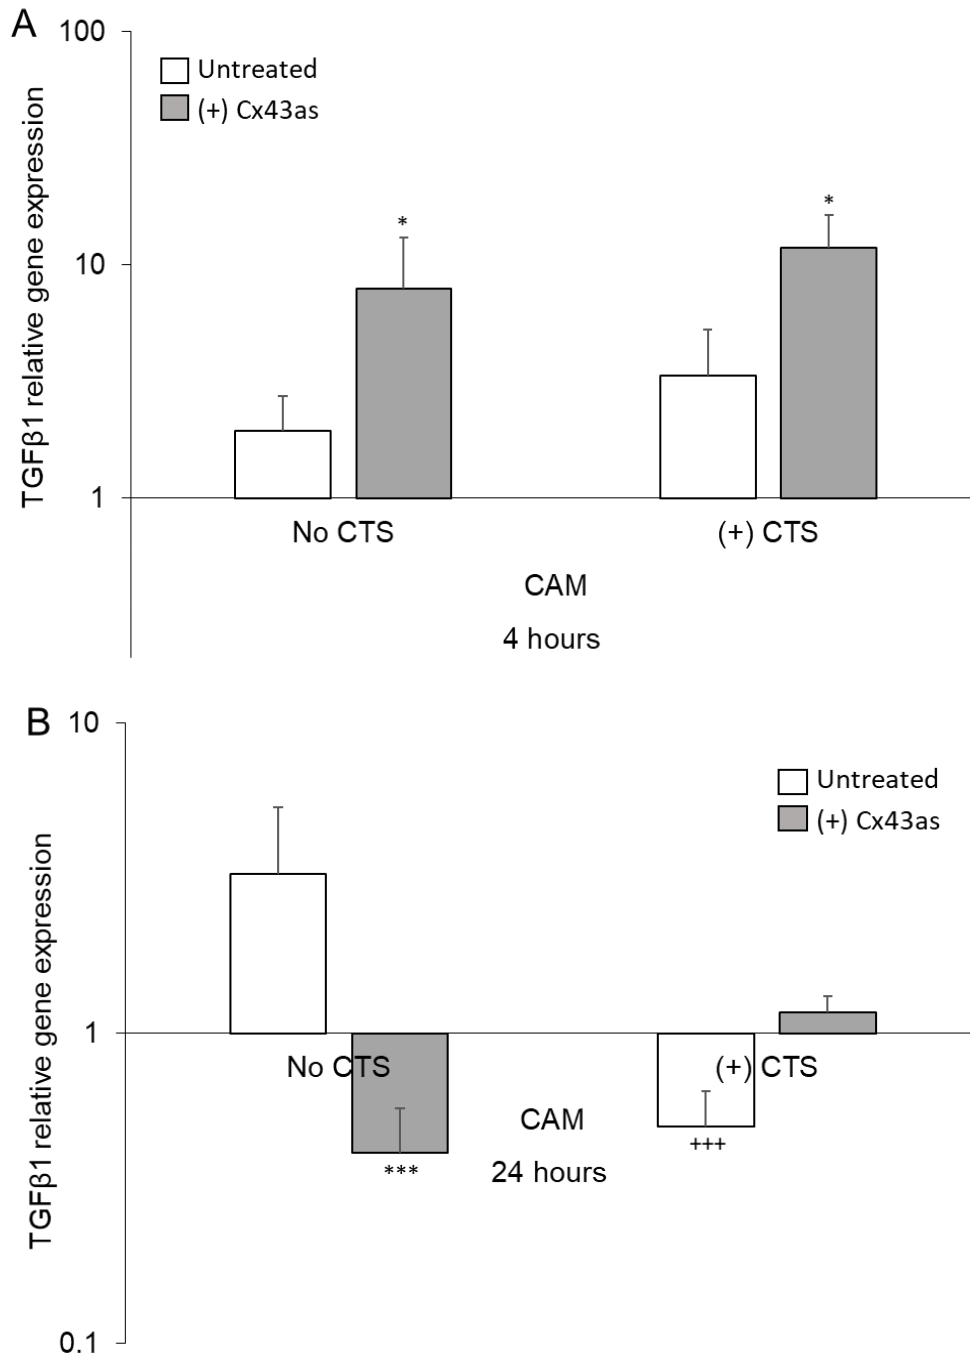 A
100
Untreated
(+) Cx43as
TGFβ1 relative gene expression
*
*
10
1
No CTS
(+) CTS
CAM
4 hours
B
10
Untreated
(+) Cx43as
TGFβ1 relative gene expression
1
No CTS
(+) CTS
CAM
+++
***
24 hours
0.1